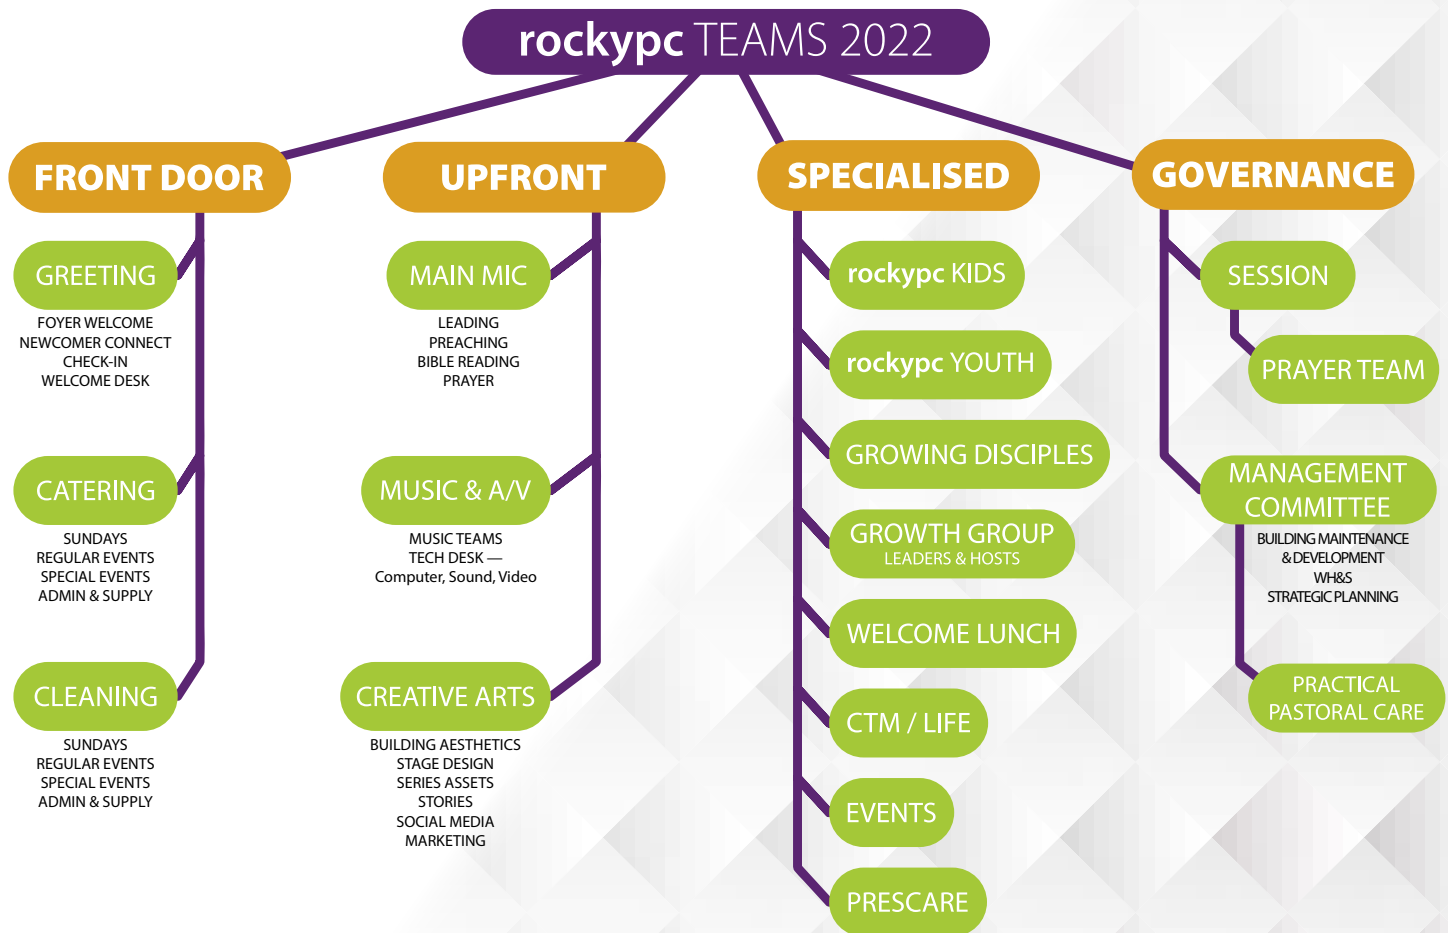 rockypc TEAMS 2022
FRONT DOOR
GREETING
FOYER WELCOME
NEWCOMER CONNECT
CHECK-IN
WELCOME DESK
CATERING
SUNDAYS
REGULAR EVENTS
SPECIAL EVENTS
ADMIN & SUPPLY
CLEANING
SUNDAYS
REGULAR EVENTS
SPECIAL EVENTS
ADMIN & SUPPLY
UPFRONT
MAIN MIC
LEADING
PREACHING
BIBLE READING
PRAYER
MUSIC & A/V
MUSIC TEAMS
TECH DESK —
Computer, Sound, Video
CREATIVE ARTS
BUILDING AESTHETICS
STAGE DESIGN
SERIES ASSETS
STORIES
SOCIAL MEDIA
MARKETING
SPECIALISED
rockypc KIDS
rockypc YOUTH
GROWING DISCIPLES
GROWTH GROUP
LEADERS & HOSTS
WELCOME LUNCH
CTM / LIFE
EVENTS
PRESCARE
GOVERNANCE
SESSION
PRAYER TEAM
MANAGEMENT
COMMITTEE
BUILDING MAINTENANCE
& DEVELOPMENT
WH&S
STRATEGIC PLANNING
PRACTICAL
PASTORAL CARE